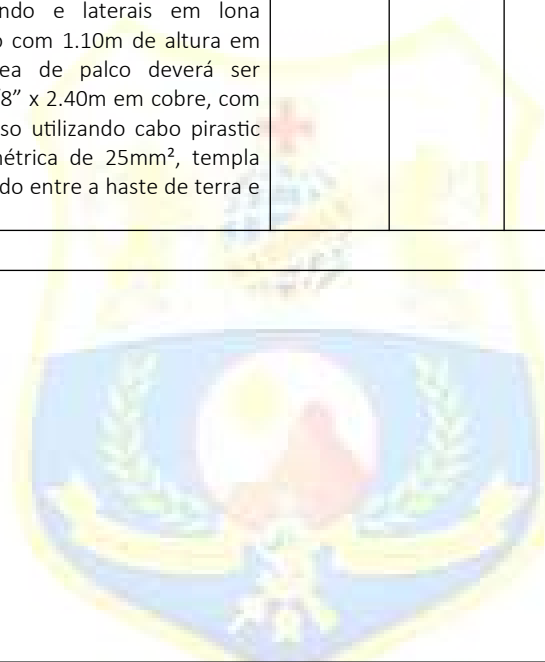 ndo e laterais em lona
com 1.10m de altura em
ea de palco deverá ser
8” x 2.40m em cobre, com
so utilizando cabo pirastic
nétrica de 25mm², templa
do entre a haste de terra e